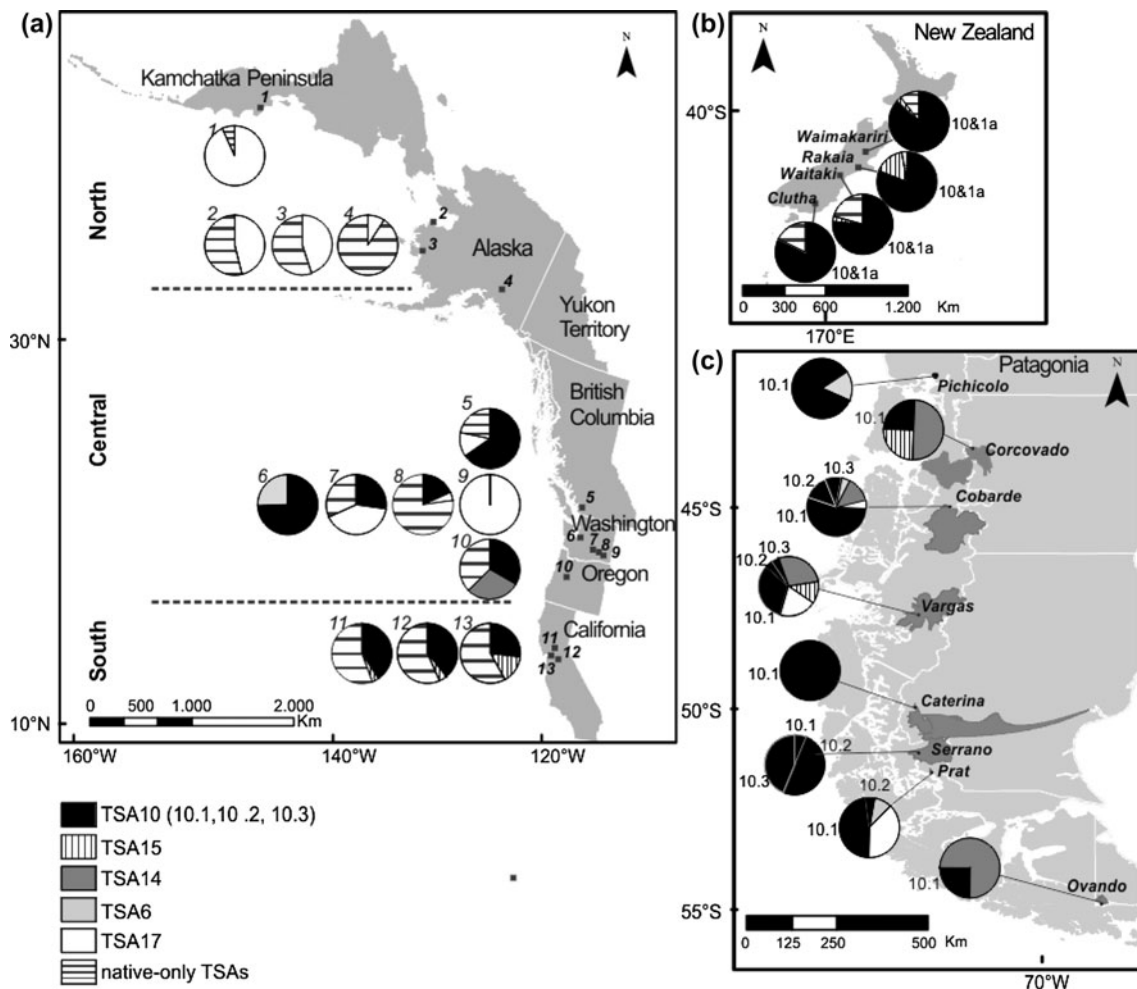 (a)
N
Kamchatka Peninsula
1
1
2
3
4
2
3
Alaska
4
North
Yukon
Territory
30°N
British
Columbia
Central
5
6
7
8
9
5
Washington
6
7
8
9
10
10
Oregon
South
11
12
13
California
11
12
13
0
500
1.000
2.000
Km
10°N
160°W
140°W
120°W
TSA10 (10.1,10 .2, 10.3)
TSA15
TSA14
TSA6
TSA17
native-only TSAs
(b)
N
New Zealand
40°S
Waimakariri
10&1a
Rakaia
Waitaki
10&1a
Clutha
10&1a
10&1a
0
300
600
1.200
Km
170°E
(c)
Patagonia
N
10.1
Pichicolo
10.1
Corcovado
45°S
10.2
10.3
10.1
Cobarde
10.3
10.2
10.1
Vargas
10.1
Caterina
50°S
10.1
10.2
10.3
Serrano
Prat
10.2
10.1
10.1
Ovando
55°S
0
125
250
500
Km
70°W